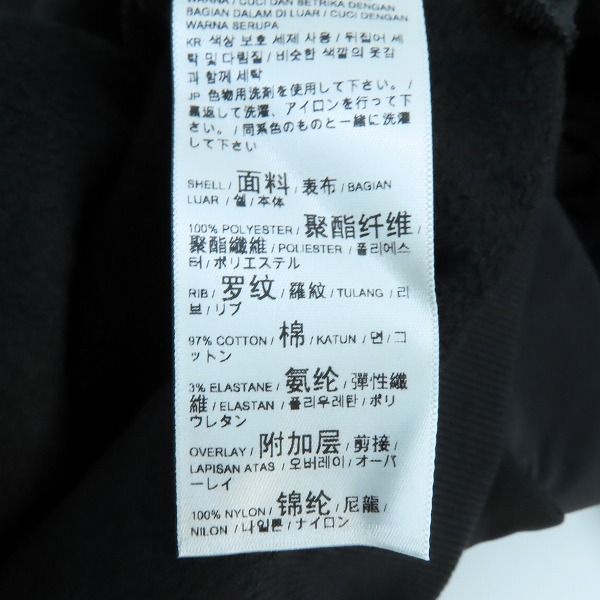 WARNA / CUCI DAN SETRIKA DENGAN
BAGIAN DALAM DI LUAR / CUCI DENGAN
WARNA SERUPA
KR 색상 보호 세제 사용 / 뒤집어 세
탁 및 다림질 / 비슷한 색깔의 옷감
과 함께 세탁
JP 色物用洗剤を使用して下さい。/
裏返して洗濯、アイロンを行って下
さい。/ 同系色のものと一緒に洗濯
して下さい
SHELL / 面料 / 表布 / BAGIAN
LUAR / 쉘 / 本体
100% POLYESTER / 聚酯纤维 /
聚酯纖維 / POLIESTER / 폴리에스
터 / ポリエステル
RIB / 罗纹 / 羅紋 / TULANG / 리
브 / リブ
97% COTTON / 棉 / KATUN / 면 / コ
ットン
3% ELASTANE / 氨纶 / 彈性纖
維 / ELASTAN / 폴리우레탄 / ポリ
ウレタン
OVERLAY / 附加层 / 剪接 /
LAPISAN ATAS / 오버레이 / オーバ
ーレイ
100% NYLON / 锦纶 / 尼龍 /
NILON / 나일론 / ナイロン